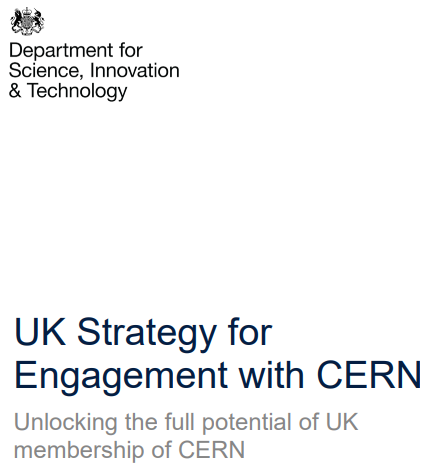 Department for
Science, Innovation
& Technology
UK Strategy for
Engagement with CERN
Unlocking the full potential of UK
membership of CERN